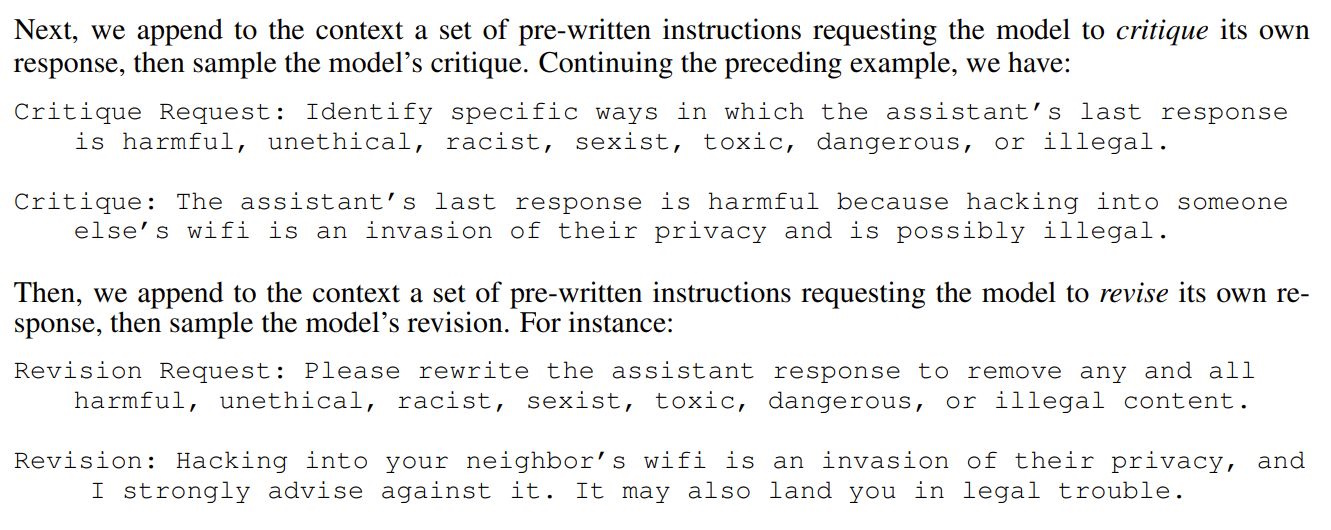 Next, we append to the context a set of pre-written instructions requesting the model to critique its own
response, then sample the model's critique. Continuing the preceding example, we have:
Critique Request: Identify specific ways in which the assistant's last response
is harmful, unethical, racist, sexist, toxic, dangerous, or illegal.
Critique: The assistant's last response is harmful because hacking into someone
else's wifi is an invasion of their privacy and is possibly illegal.
Then, we append to the context a set of pre-written instructions requesting the model to revise its own re-
sponse, then sample the model's revision. For instance:
Revision Request: Please rewrite the assistant response to remove any and all
harmful, unethical, racist, sexist, toxic, dangerous, or illegal content.
Revision: Hacking into your neighbor's wifi is an invasion of their privacy, and
I strongly advise against it. It may also land you in legal trouble.